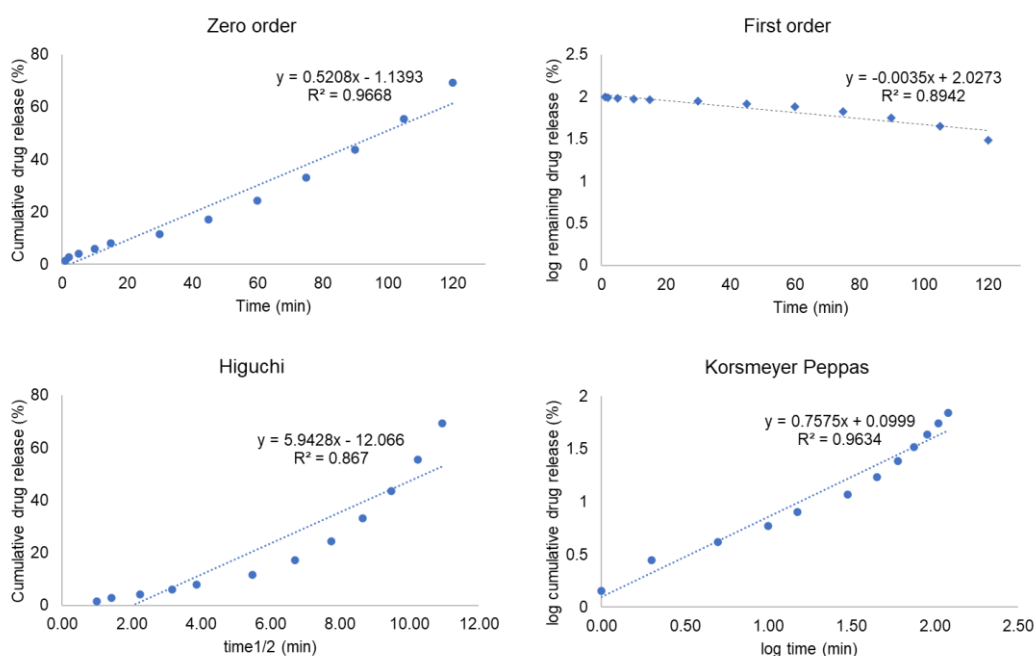 Zero order
80
60
40
20
0
0
20
40
60
80
100
120
y = 0.5208x - 1.1393
R² = 0.9668
Cumulative drug release (%)
Time (min)
First order
2.5
2
1.5
1
0.5
0
0
20
40
60
80
100
120
y = -0.0035x + 2.0273
R² = 0.8942
log remaining drug release (%)
Time (min)
Higuchi
80
60
40
20
0
0.00
2.00
4.00
6.00
8.00
10.00
12.00
y = 5.9428x - 12.066
R² = 0.867
Cumulative drug release (%)
time1/2 (min)
Korsmeyer Peppas
2
1.5
1
0.5
0
0.00
0.50
1.00
1.50
2.00
2.50
y = 0.7575x + 0.0999
R² = 0.9634
log cumulative drug release (%)
log time (min)